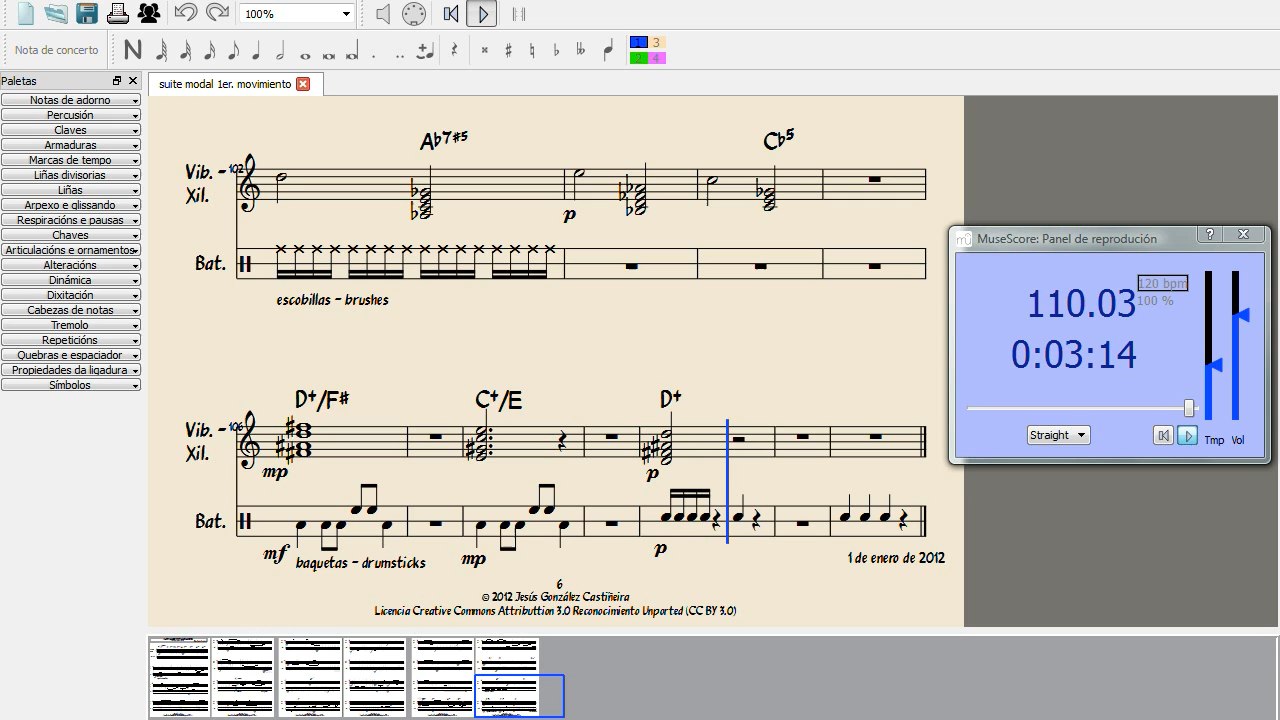 100%
Nota de concerto
N
1 3
2 4
Paletas
suite modal 1er. movimiento
Notas de adorno
Percusión
Claves
Armaduras
Marcas de tempo
Liñas divisorias
Liñas
Arpexo e glissando
Respiracións e pausas
Chaves
Articulacións e ornamentos
Alteracións
Dinámica
Dixitación
Cabezas de notas
Tremolo
Repeticións
Quebras e espaciador
Propiedades da ligadura
Símbolos
A♭7♯5 C♭5
Vib. - 102
Xil.
p
Bat.
escobillas - brushes
D+/F# C+/E D+
Vib. - 106
Xil.
mp p
Bat.
mf mp p
baquetas - drumsticks
1 de enero de 2012
6
© 2012 Jesús González Castiñeira
Licencia Creative Commons Attributtion 3.0 Reconocimiento Unported (CC BY 3.0)
MuseScore: Panel de reprodución
120 bpm
110.03 100 %
0:03:14
Straight
Tmp Vol